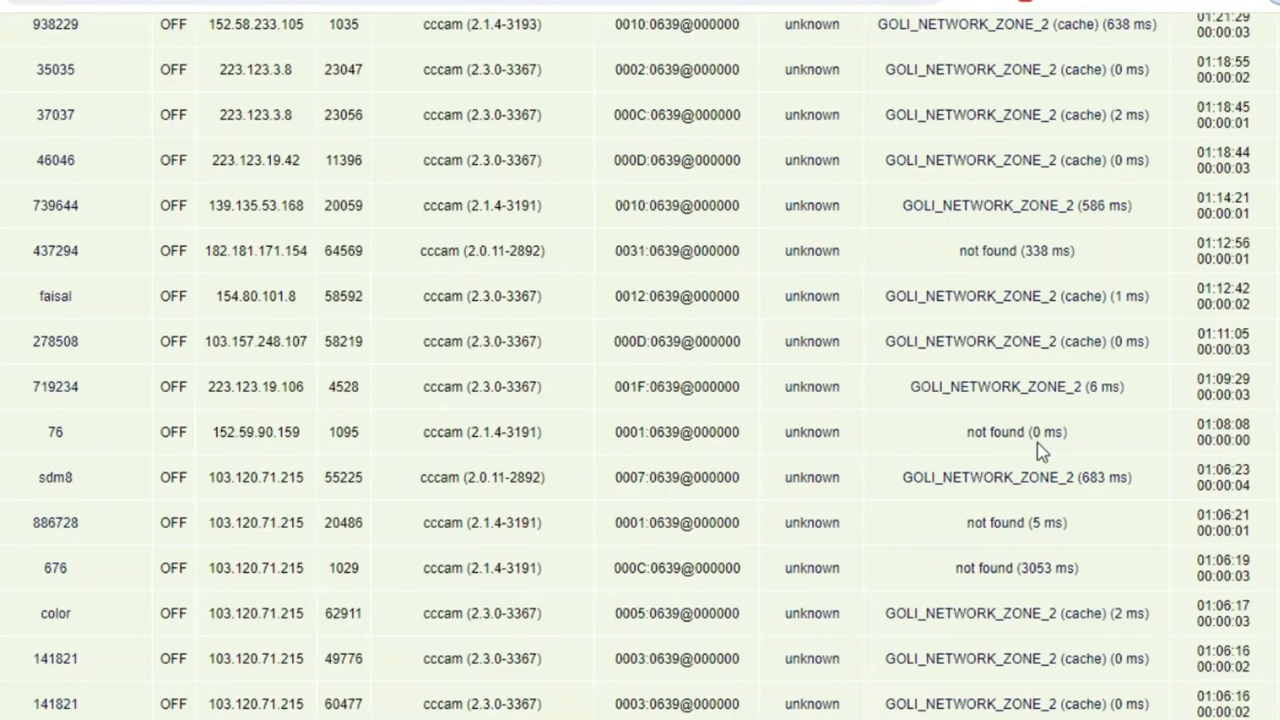 938229 OFF 152.58.233.105 1035 cccam (2.1.4-3193) 0010:0639@000000 unknown GOLI_NETWORK_ZONE_2 (cache) (638 ms) 01:21:29
00:00:03
35035 OFF 223.123.3.8 23047 cccam (2.3.0-3367) 0002:0639@000000 unknown GOLI_NETWORK_ZONE_2 (cache) (0 ms) 01:18:55
00:00:02
37037 OFF 223.123.3.8 23056 cccam (2.3.0-3367) 000C:0639@000000 unknown GOLI_NETWORK_ZONE_2 (cache) (2 ms) 01:18:45
00:00:01
46046 OFF 223.123.19.42 11396 cccam (2.3.0-3367) 000D:0639@000000 unknown GOLI_NETWORK_ZONE_2 (cache) (0 ms) 01:18:44
00:00:03
739644 OFF 139.135.53.168 20059 cccam (2.1.4-3191) 0010:0639@000000 unknown GOLI_NETWORK_ZONE_2 (586 ms) 01:14:21
00:00:01
437294 OFF 182.181.171.154 64569 cccam (2.0.11-2892) 0031:0639@000000 unknown not found (338 ms) 01:12:56
00:00:01
faisal OFF 154.80.101.8 58592 cccam (2.3.0-3367) 0012:0639@000000 unknown GOLI_NETWORK_ZONE_2 (cache) (1 ms) 01:12:42
00:00:02
278508 OFF 103.157.248.107 58219 cccam (2.3.0-3367) 000D:0639@000000 unknown GOLI_NETWORK_ZONE_2 (cache) (0 ms) 01:11:05
00:00:03
719234 OFF 223.123.19.106 4528 cccam (2.3.0-3367) 001F:0639@000000 unknown GOLI_NETWORK_ZONE_2 (6 ms) 01:09:29
00:00:03
76 OFF 152.59.90.159 1095 cccam (2.1.4-3191) 0001:0639@000000 unknown not found (0 ms) 01:08:08
00:00:00
sdm8 OFF 103.120.71.215 55225 cccam (2.0.11-2892) 0007:0639@000000 unknown GOLI_NETWORK_ZONE_2 (683 ms) 01:06:23
00:00:04
886728 OFF 103.120.71.215 20486 cccam (2.1.4-3191) 0001:0639@000000 unknown not found (5 ms) 01:06:21
00:00:01
676 OFF 103.120.71.215 1029 cccam (2.1.4-3191) 000C:0639@000000 unknown not found (3053 ms) 01:06:19
00:00:03
color OFF 103.120.71.215 62911 cccam (2.3.0-3367) 0005:0639@000000 unknown GOLI_NETWORK_ZONE_2 (cache) (2 ms) 01:06:17
00:00:03
141821 OFF 103.120.71.215 49776 cccam (2.3.0-3367) 0003:0639@000000 unknown GOLI_NETWORK_ZONE_2 (cache) (0 ms) 01:06:16
00:00:02
141821 OFF 103.120.71.215 60477 cccam (2.3.0-3367) 0003:0639@000000 unknown GOLI_NETWORK_ZONE_2 (cache) (0 ms) 01:06:16
00:00:02